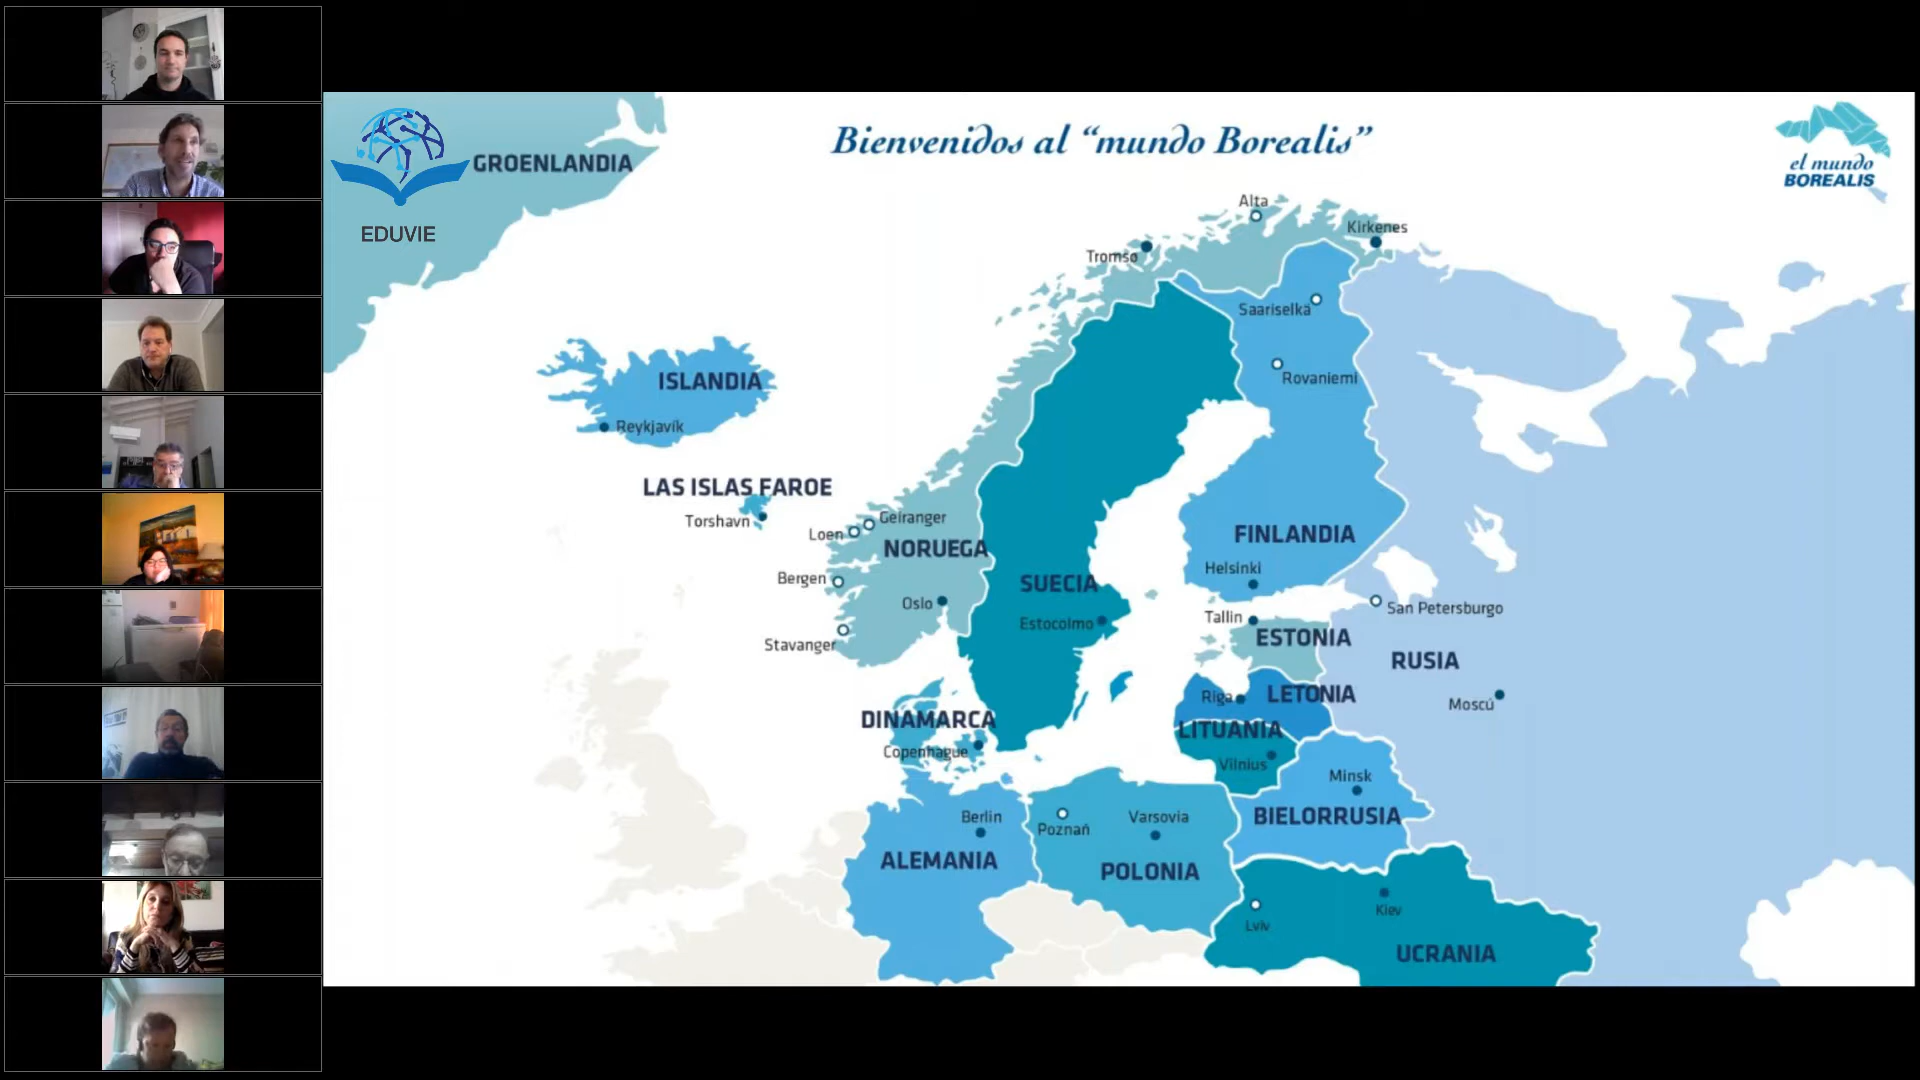 Bienvenidos al “mundo Borealis”
GROENLANDIA
EDUVIE
el mundo
BOREALIS
Alta
Kirkenes
Tromsø
Saariselkä
Rovaniemi
ISLANDIA
Reykjavík
LAS ISLAS FAROE
Torshavn
Geiranger
Loen
NORUEGA
Bergen
Oslo
Stavanger
SUECIA
Estocolmo
FINLANDIA
Helsinki
Tallin
ESTONIA
San Petersburgo
RUSIA
Moscú
Riga
LETONIA
LITUANIA
Vilnius
DINAMARCA
Copenhague
Minsk
BIELORRUSIA
Berlin
ALEMANIA
Poznań
Varsovia
POLONIA
Lviv
Kiev
UCRANIA